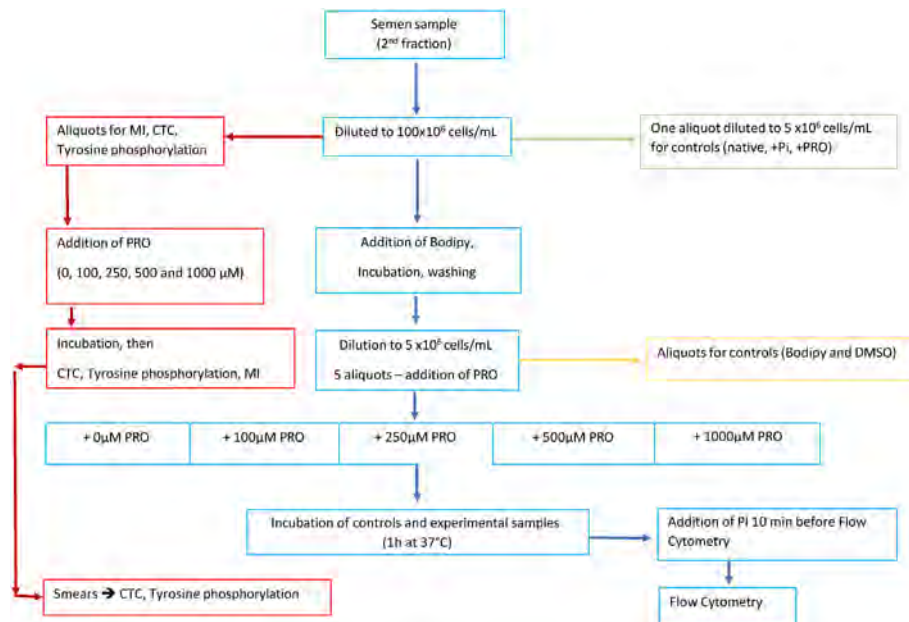 Semen sample
(2nd fraction)
Aliquots for MI, CTC,
Tyrosine phosphorylation
Diluted to 100x10⁶ cells/mL
One aliquot diluted to 5 x10⁶ cells/mL
for controls (native, +Pi, +PRO)
Addition of PRO
(0, 100, 250, 500 and 1000 µM)
Addition of Bodipy,
Incubation, washing
Incubation, then
CTC, Tyrosine phosphorylation, MI
Dilution to 5 x10⁶ cells/mL
5 aliquots – addition of PRO
Aliquots for controls (Bodipy and DMSO)
+ 0µM PRO
+ 100µM PRO
+ 250µM PRO
+ 500µM PRO
+ 1000µM PRO
Incubation of controls and experimental samples
(1h at 37°C)
Addition of PI 10 min before Flow
Cytometry
Smears ➔ CTC, Tyrosine phosphorylation
Flow Cytometry